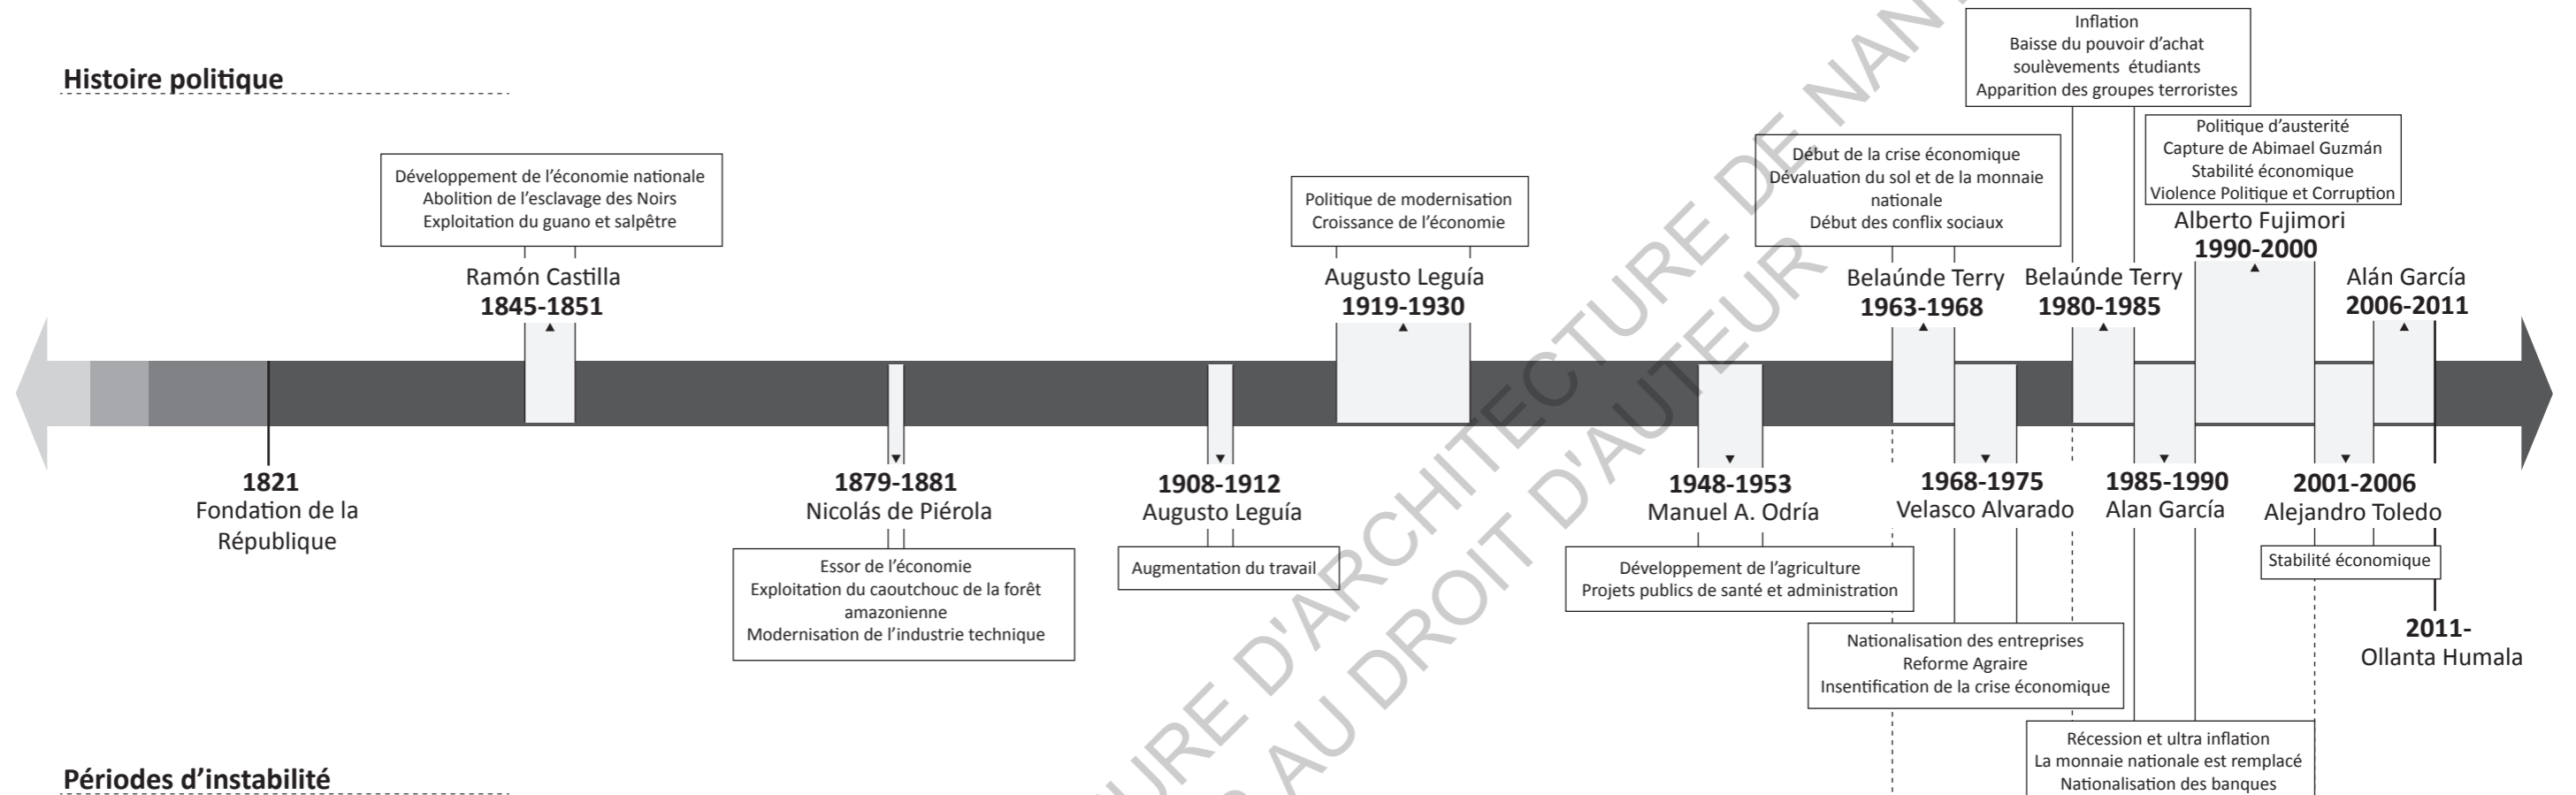 Histoire politique
Développement de l'économie nationale
Abolition de l'esclavage des Noirs
Exploitation du guano et salpêtre
Ramón Castilla
1845-1851
Politique de modernisation
Croissance de l'économie
Augusto Leguía
1919-1930
Début de la crise économique
Dévaluation du sol et de la monnaie
nationale
Début des conflix sociaux
Belaúnde Terry
1963-1968
Inflation
Baisse du pouvoir d'achat
soulèvements étudiants
Apparition des groupes terroristes
Belaúnde Terry
1980-1985
Politique d'austerité
Capture de Abimael Guzmán
Stabilité économique
Violence Politique et Corruption
Alberto Fujimori
1990-2000
Alán García
2006-2011
1821
Fondation de la
République
1879-1881
Nicolás de Piérola
Essor de l'économie
Exploitation du caoutchouc de la forêt
amazonienne
Modernisation de l'industrie technique
1908-1912
Augusto Leguía
Augmentation du travail
1948-1953
Manuel A. Odría
Développement de l'agriculture
Projets publics de santé et administration
1968-1975
Velasco Alvarado
Nationalisation des entreprises
Reforme Agraire
Insentification de la crise économique
1985-1990
Alan García
Récession et ultra inflation
La monnaie nationale est remplacé
Nationalisation des banques
2001-2006
Alejandro Toledo
Stabilité économique
2011-
Ollanta Humala
Périodes d'instabilité
D'ARCHITECTURE DE
AU DROIT D'AUTEUR